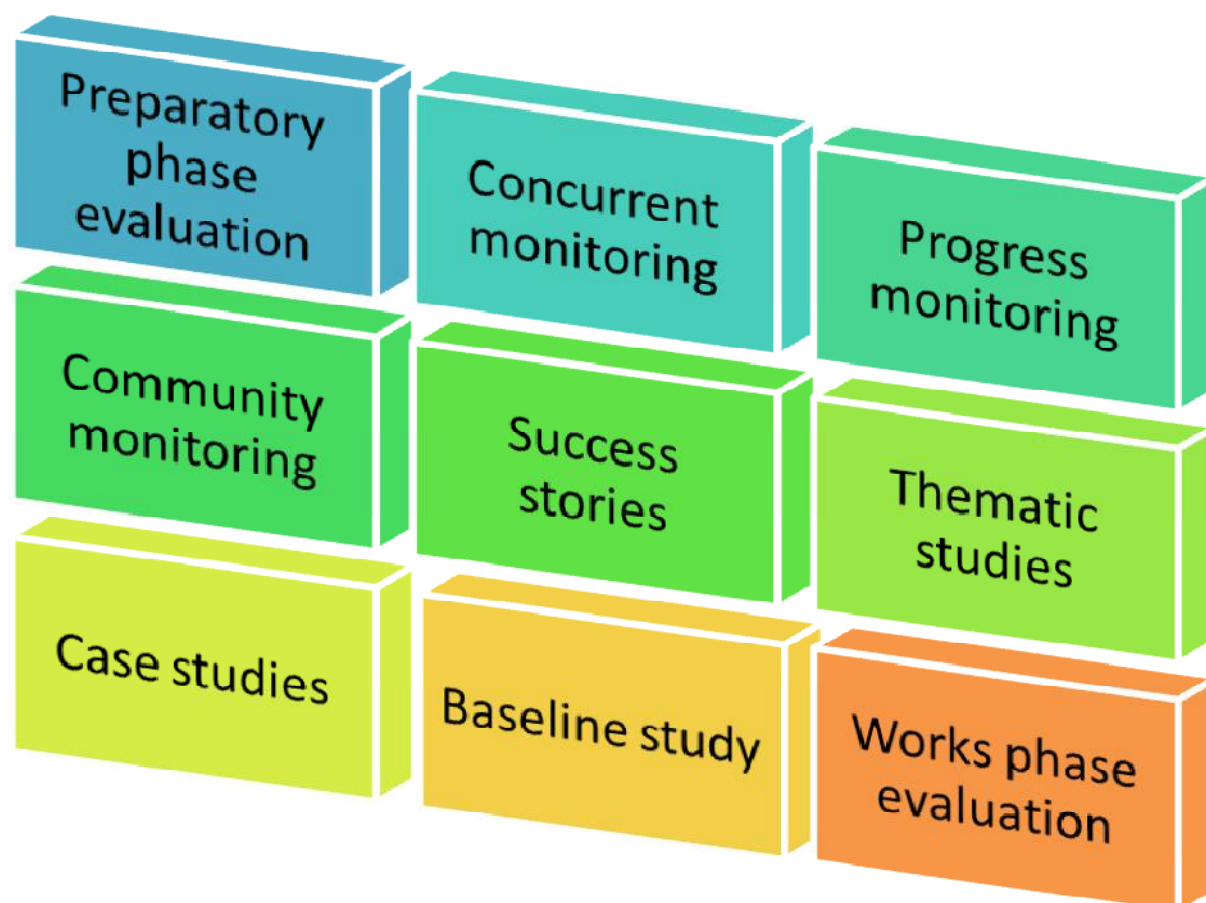 Preparatory
phase
evaluation
Concurrent
monitoring
Progress
monitoring
Community
monitoring
Success
stories
Thematic
studies
Case studies
Baseline study
Works phase
evaluation